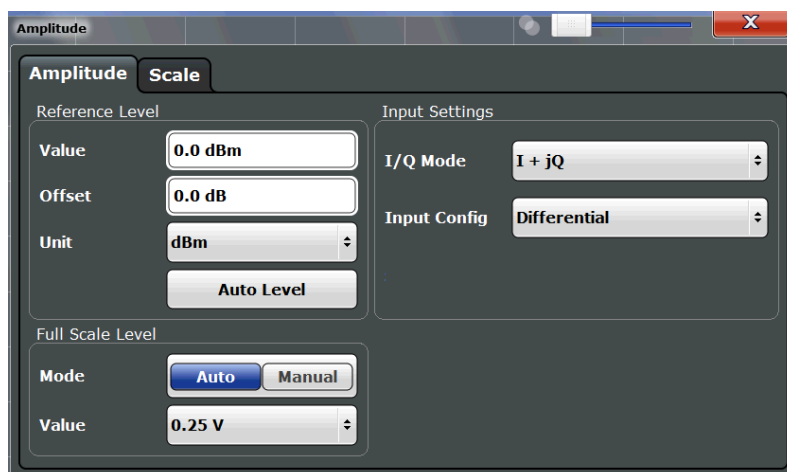 Amplitude
X
Amplitude Scale
Reference Level
Value 0.0 dBm
Offset 0.0 dB
Unit dBm
Auto Level
Input Settings
I/Q Mode I + jQ
Input Config Differential
Full Scale Level
Mode Auto Manual
Value 0.25 V